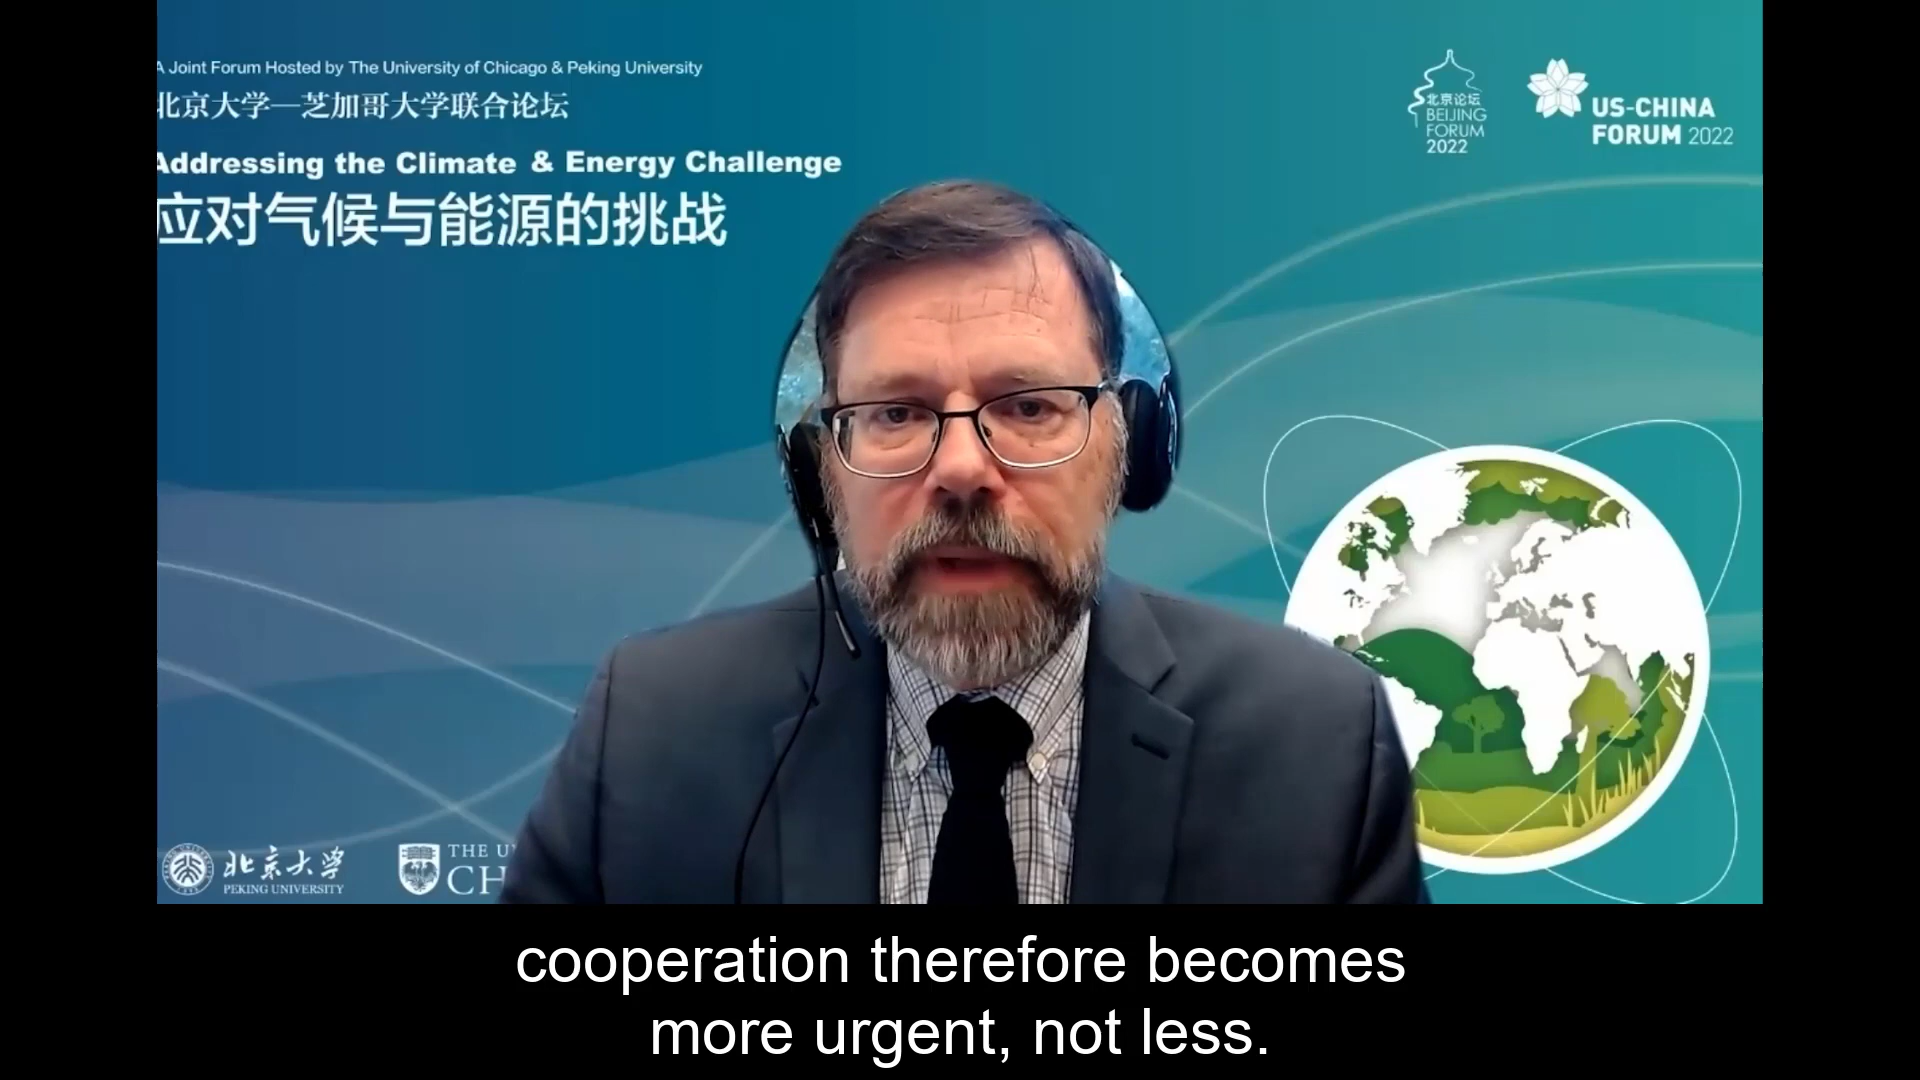 A Joint Forum Hosted by The University of Chicago & Peking University
北京大学—芝加哥大学联合论坛
Addressing the Climate & Energy Challenge
应对气候与能源的挑战
北京论坛
BEIJING
FORUM
2022
US-CHINA
FORUM 2022
北京大学
PEKING UNIVERSITY
THE U
CH
cooperation therefore becomes
more urgent, not less.